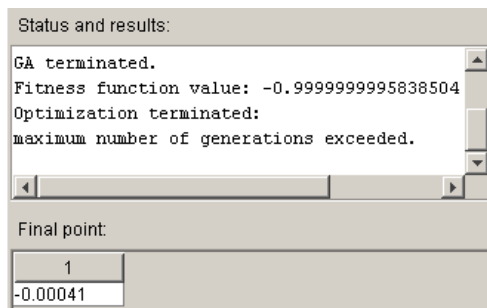 Status and results:
GA terminated.
Fitness function value: -0.9999999995838504
Optimization terminated:
maximum number of generations exceeded.
Final point:
1
-0.00041